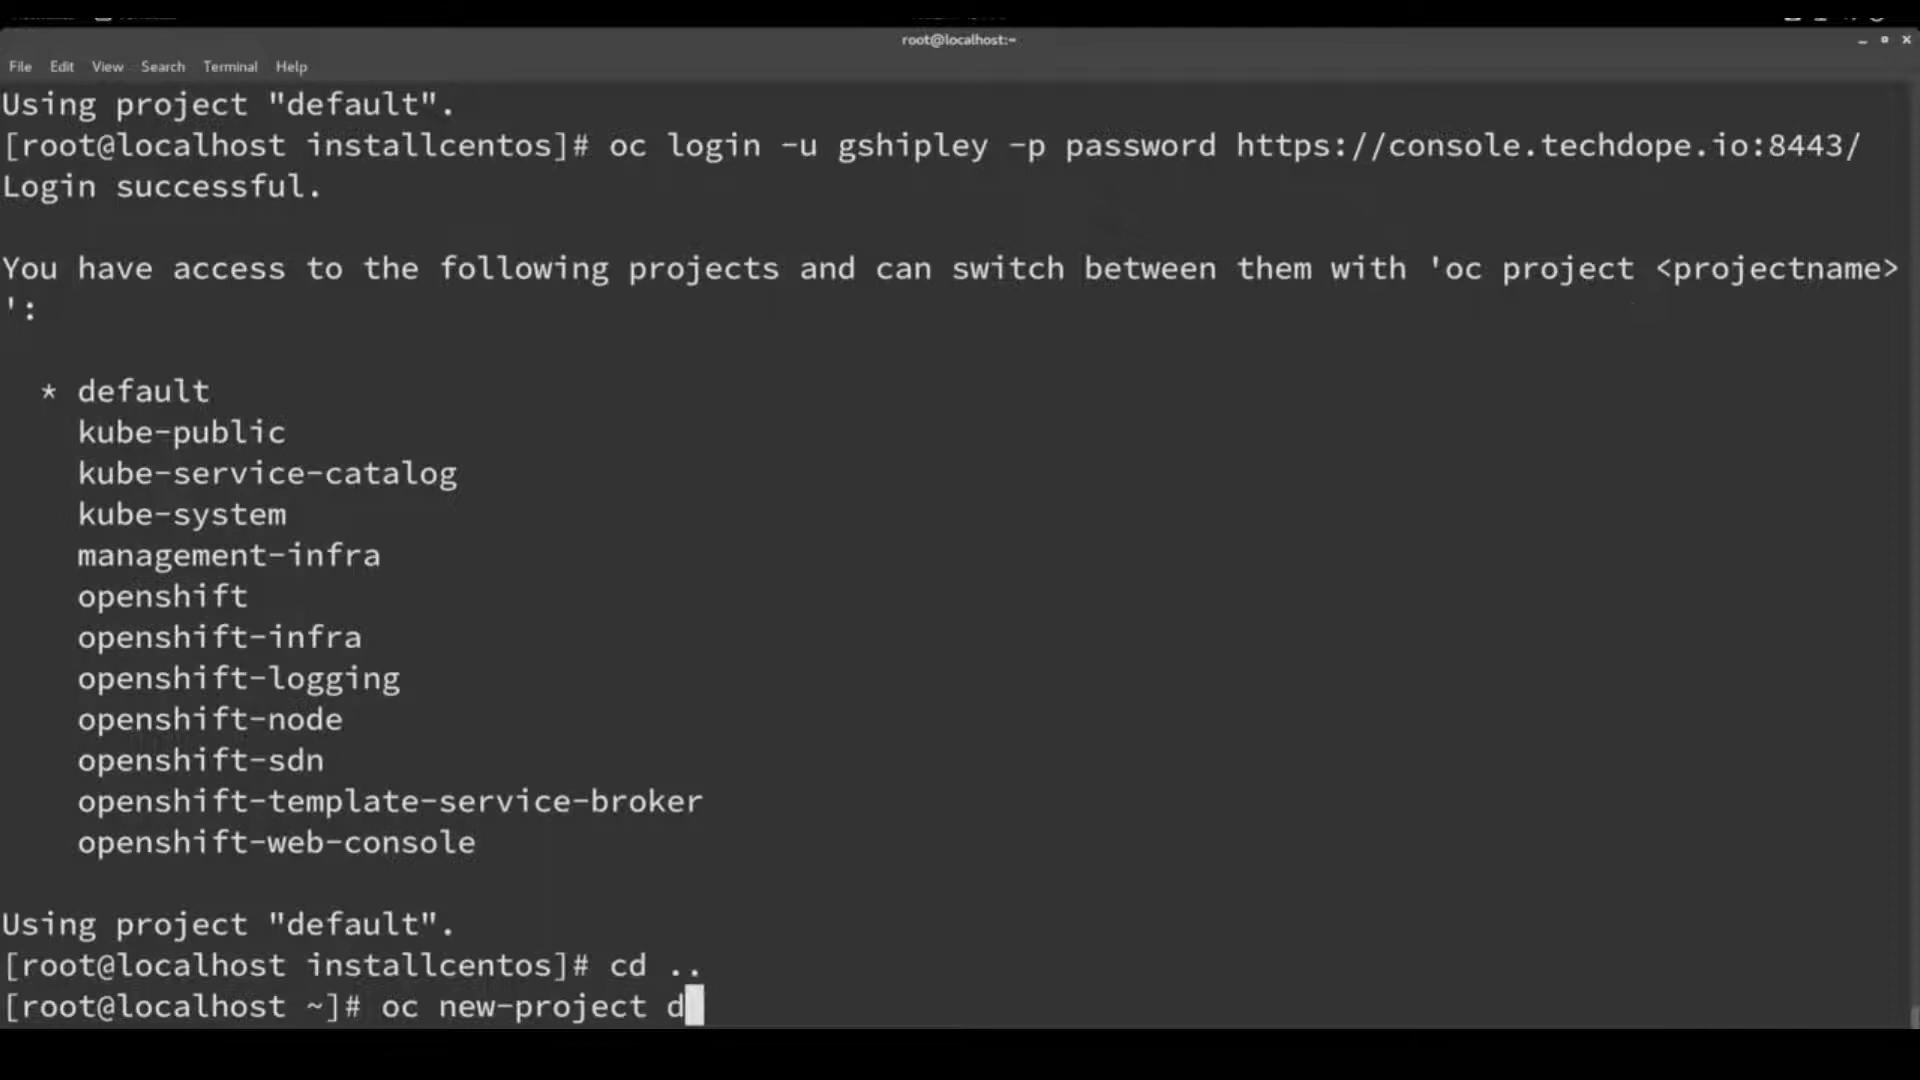 root@localhost:~
File Edit View Search Terminal Help
Using project "default".
[root@localhost installcentos]# oc login -u gshipley -p password https://console.techdope.io:8443/
Login successful.
You have access to the following projects and can switch between them with 'oc project <projectname>
':
* default
kube-public
kube-service-catalog
kube-system
management-infra
openshift
openshift-infra
openshift-logging
openshift-node
openshift-sdn
openshift-template-service-broker
openshift-web-console
Using project "default".
[root@localhost installcentos]# cd ..
[root@localhost ~]# oc new-project d